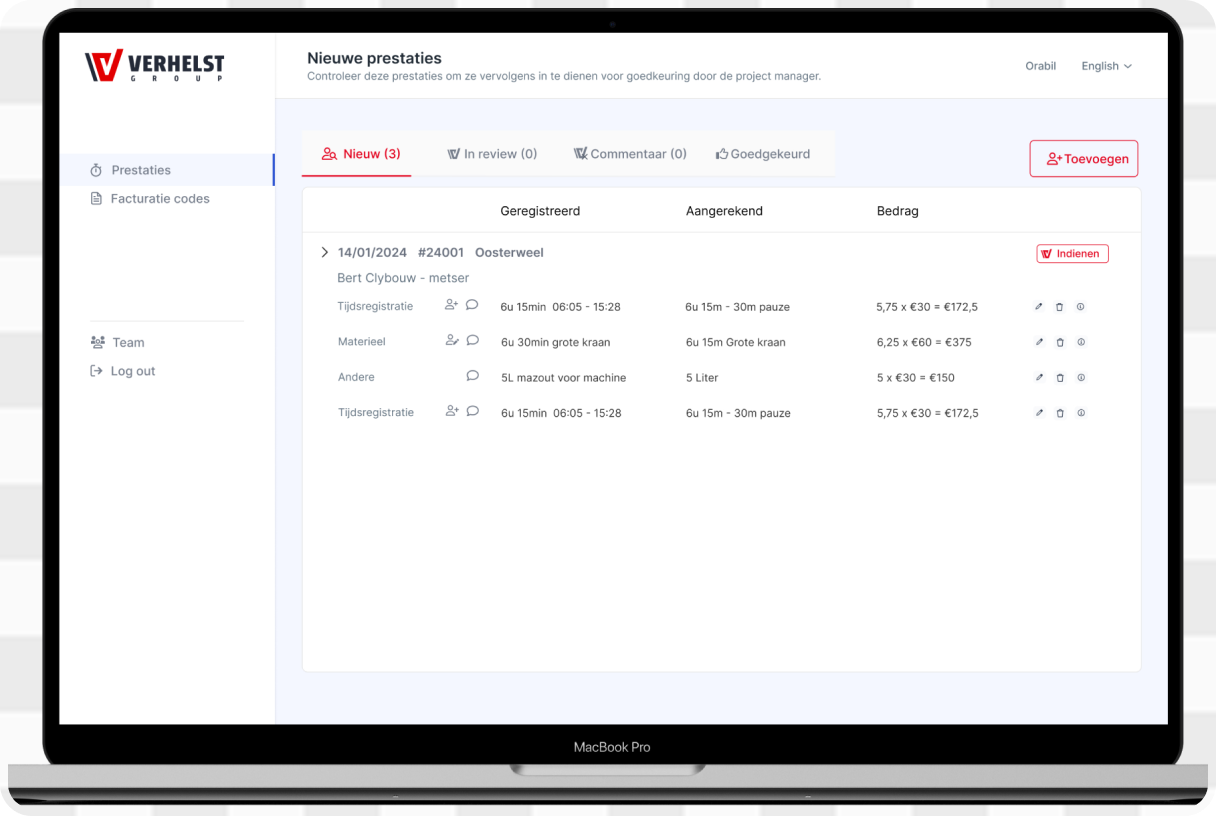 VERHELST
GROUP
Nieuwe prestaties
Controleer deze prestaties om ze vervolgens in te dienen voor goedkeuring door de project manager.
Orabil English
Prestaties
Facturatie codes
Team
Log out
Nieuw (3) In review (0) Commentaar (0) Goedgekeurd
Toevoegen
Geregistreerd Aangerekend Bedrag
14/01/2024 #24001 Oosterweel Indienen
Bert Clybouw - metser
Tijdsregistratie 6u 15min 06:05 - 15:28 6u 15m - 30m pauze 5,75 x €30 = €172,5
Materieel 6u 30min grote kraan 6u 15m Grote kraan 6,25 x €60 = €375
Andere 5L mazout voor machine 5 Liter 5 x €30 = €150
Tijdsregistratie 6u 15min 06:05 - 15:28 6u 15m - 30m pauze 5,75 x €30 = €172,5
MacBook Pro